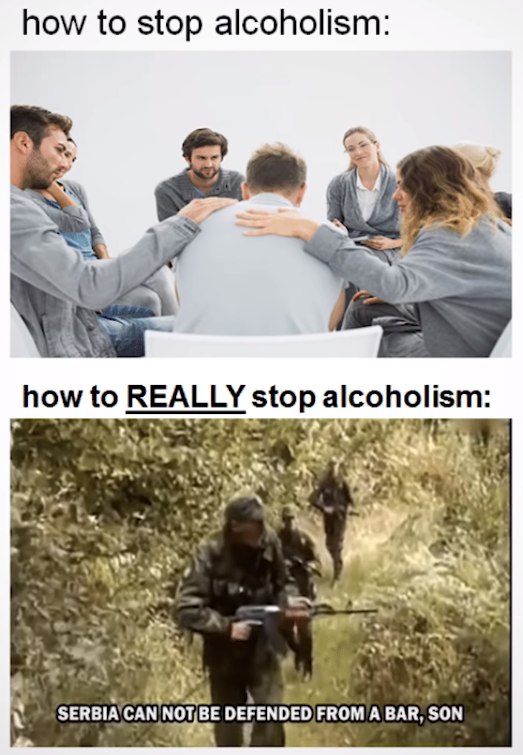 how to stop alcoholism:
how to REALLY stop alcoholism:
SERBIA CAN NOT BE DEFENDED FROM A BAR, SON